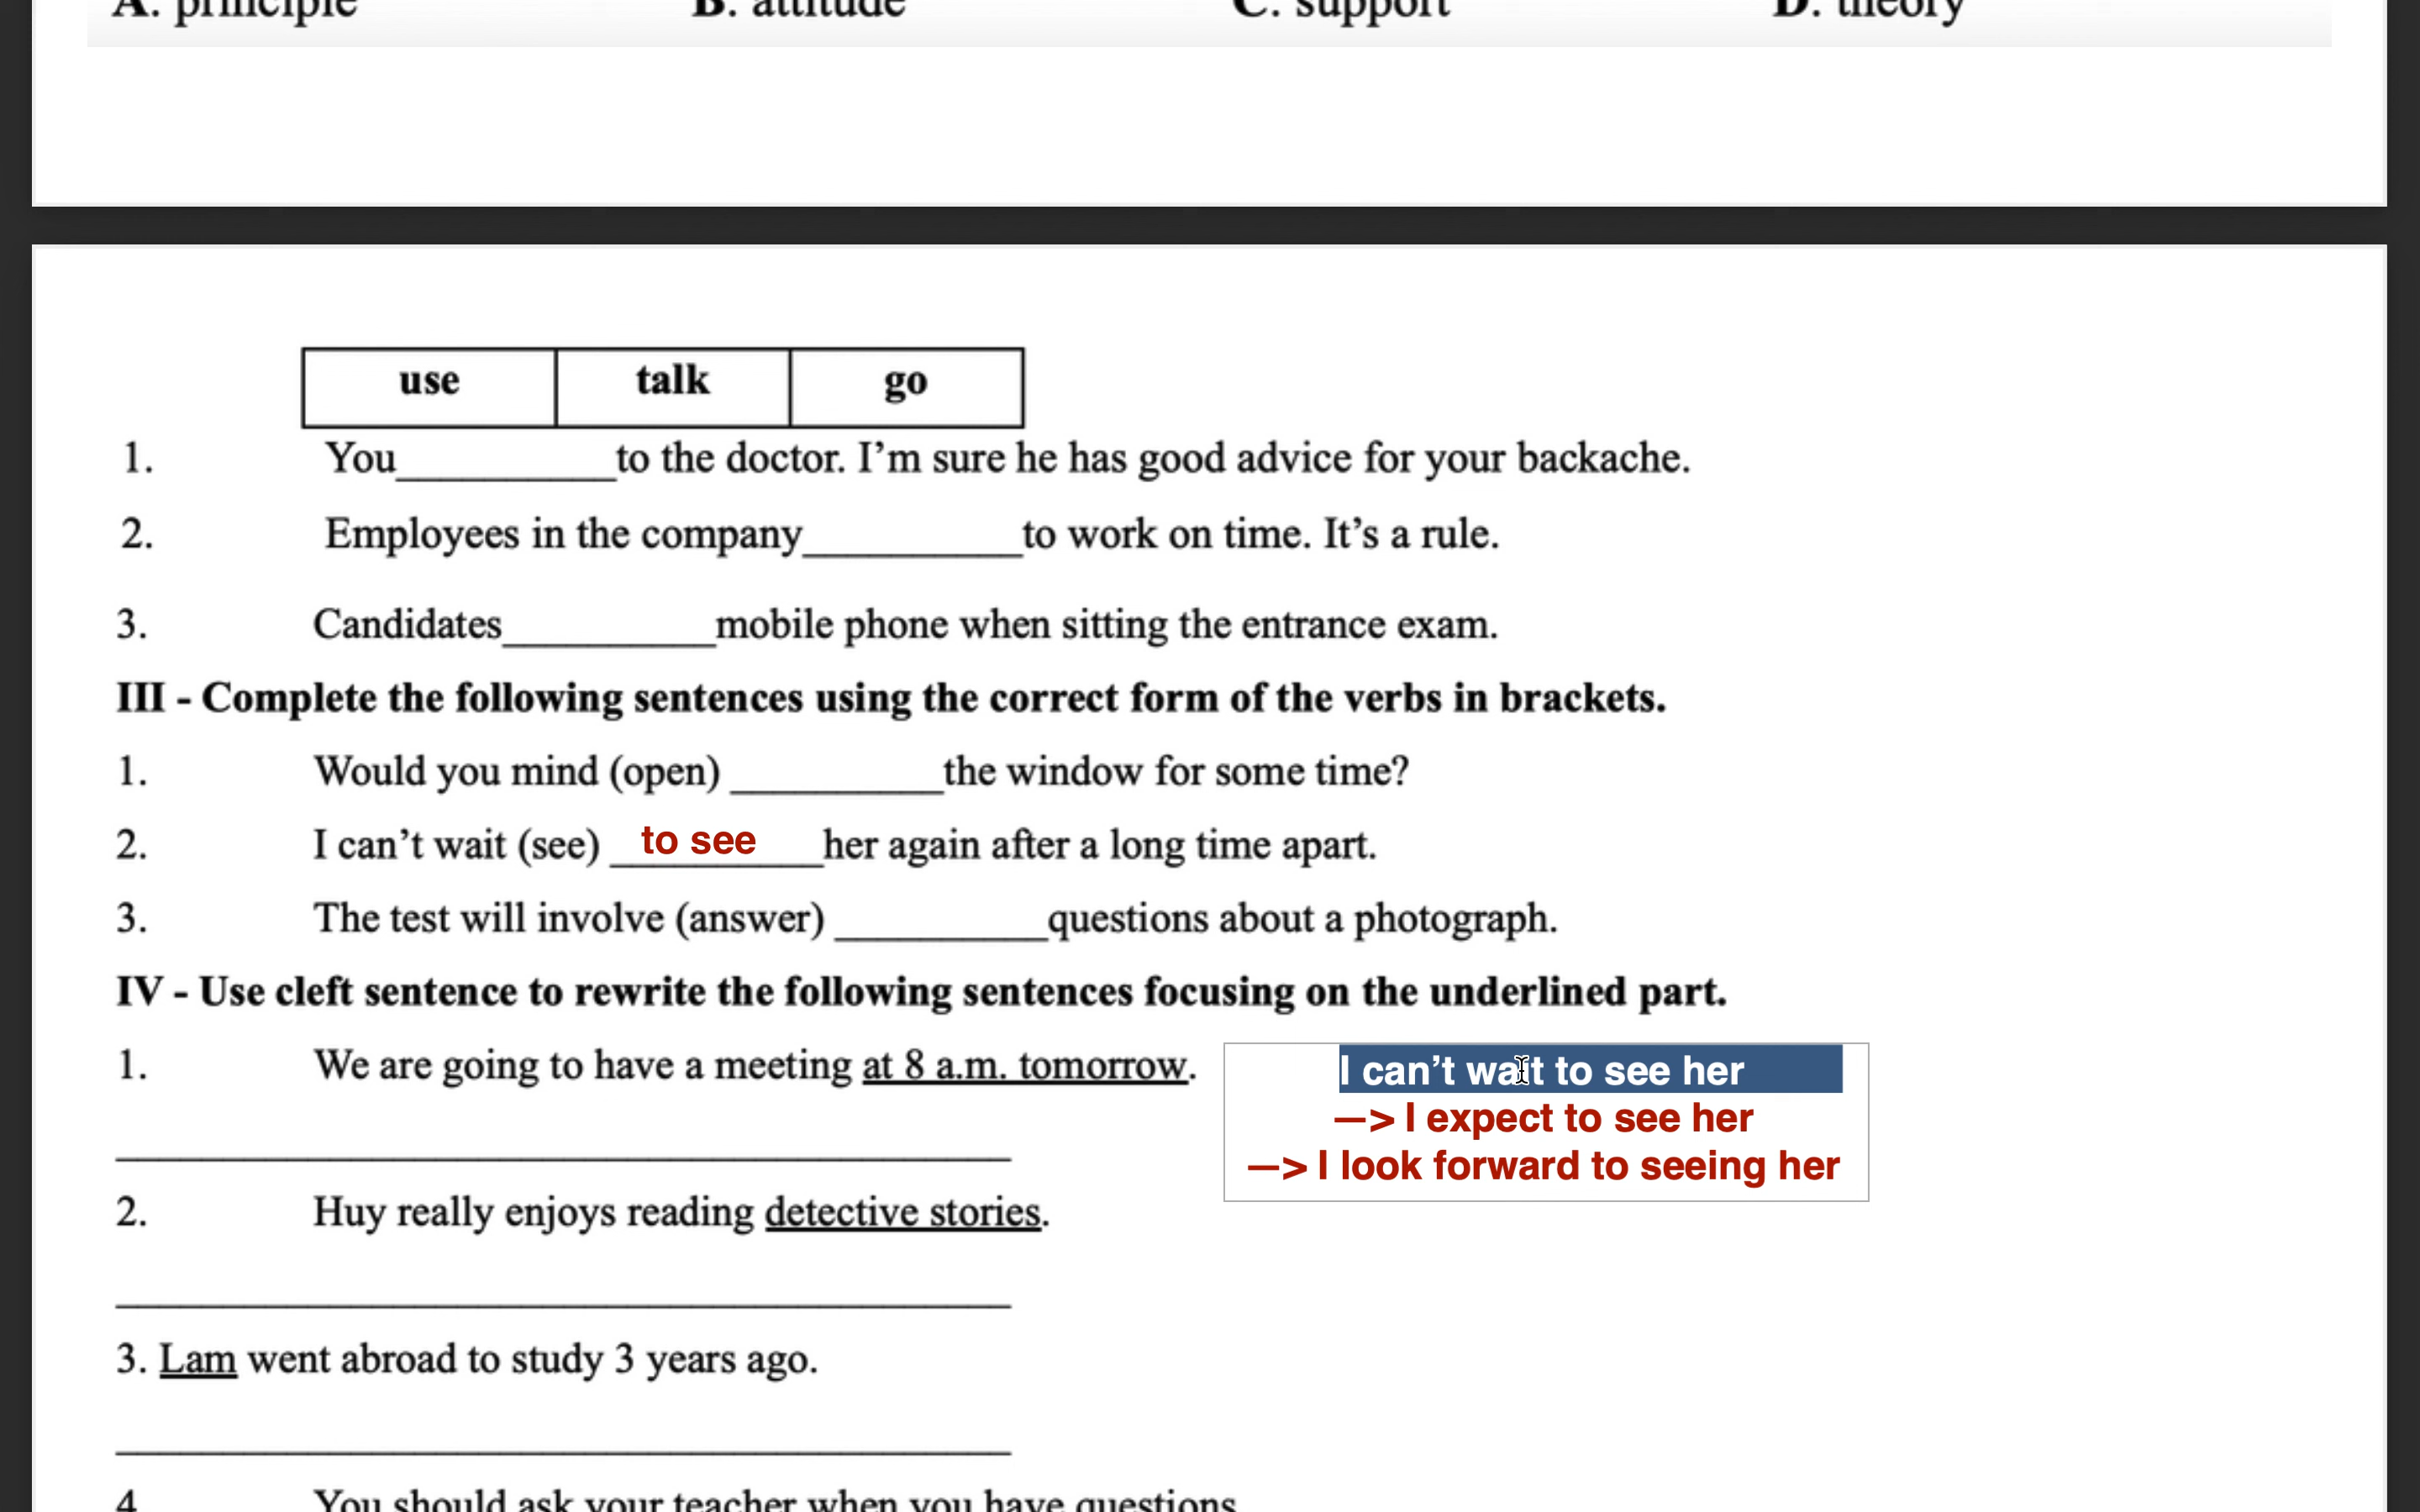 A. principle B. attitude C. support D. theory
use talk go
1. You__________to the doctor. I’m sure he has good advice for your backache.
2. Employees in the company__________to work on time. It’s a rule.
3. Candidates__________mobile phone when sitting the entrance exam.
III - Complete the following sentences using the correct form of the verbs in brackets.
1. Would you mind (open) __________the window for some time?
2. I can’t wait (see) to see her again after a long time apart.
3. The test will involve (answer) __________questions about a photograph.
IV - Use cleft sentence to rewrite the following sentences focusing on the underlined part.
1. We are going to have a meeting at 8 a.m. tomorrow.
I can’t wait to see her
—> I expect to see her
—> I look forward to seeing her
2. Huy really enjoys reading detective stories.
3. Lam went abroad to study 3 years ago.
4. You should ask your teacher when you have questions